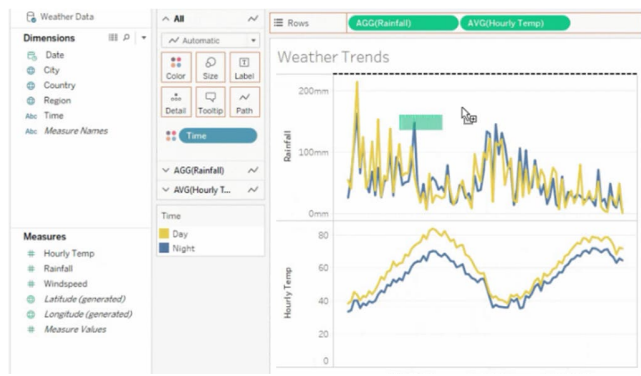 Weather Data
Dimensions
Date
City
Country
Region
Abc Time
Abc Measure Names
Measures
# Hourly Temp
# Rainfall
# Windspeed
Latitude (generated)
Longitude (generated)
# Measure Values
All
Automatic
Color Size Label
Detail Tooltip Path
Time
AGG(Rainfall)
AVG(Hourly T...
Time
Day
Night
Rows AGG(Rainfall) AVG(Hourly Temp)
Weather Trends
Rainfall
200mm
100mm
0mm
Hourly Temp
80
60
40
20
0